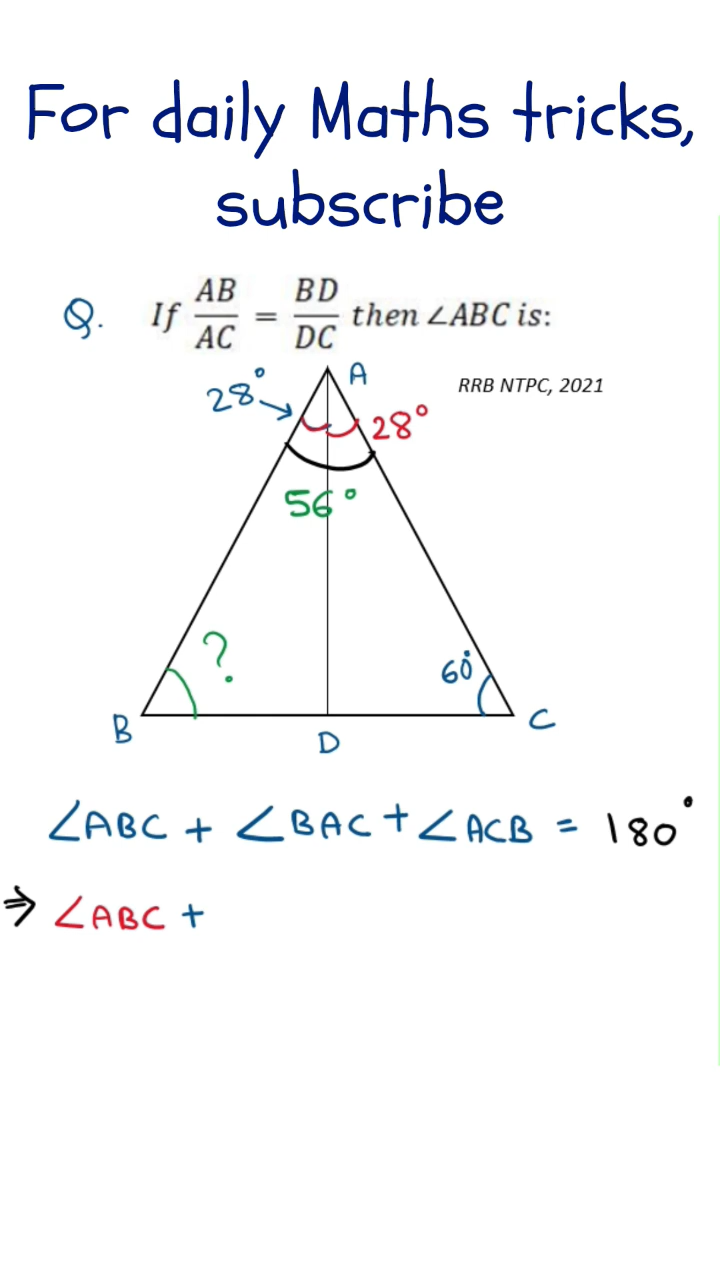 For daily Maths tricks,
subscribe
Q. If AB/AC = BD/DC then ∠ABC is:
RRB NTPC, 2021
A
28°
28°
56°
?
60°
B
D
C
∠ABC + ∠BAC + ∠ACB = 180°
⇒ ∠ABC +